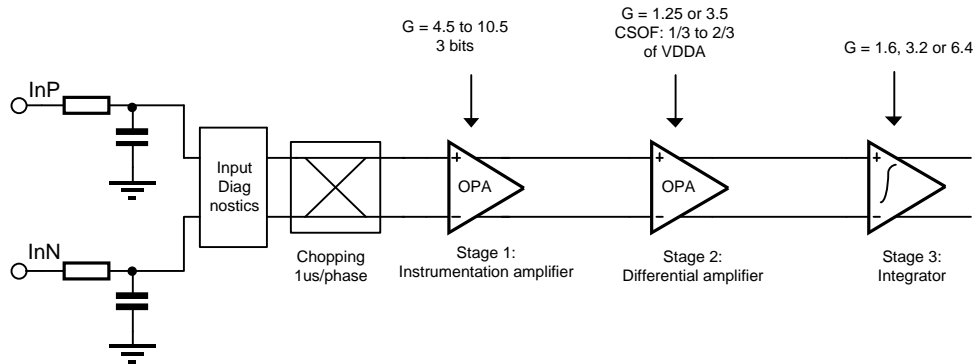 G = 4.5 to 10.5
3 bits
G = 1.25 or 3.5
CSOF: 1/3 to 2/3
of VDDA
G = 1.6, 3.2 or 6.4
InP
InN
Input
Diag
nostics
Chopping
1us/phase
+
OPA
−
Stage 1:
Instrumentation amplifier
+
OPA
−
Stage 2:
Differential amplifier
+
∫
−
Stage 3:
Integrator